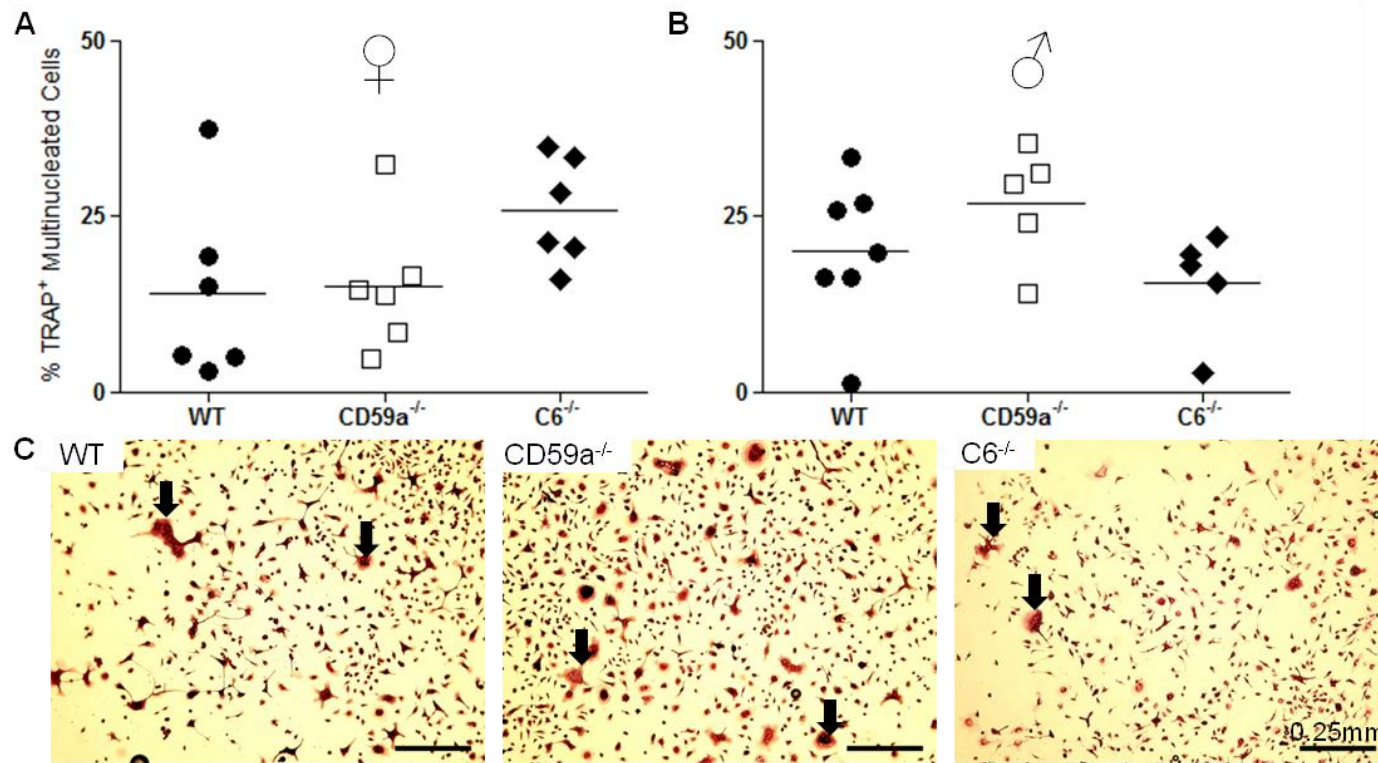 A
B
% TRAP⁺ Multinucleated Cells
50
25
0
WT
CD59a⁻/⁻
C6⁻/⁻
50
25
0
WT
CD59a⁻/⁻
C6⁻/⁻
C
WT
CD59a⁻/⁻
C6⁻/⁻
0.25mm